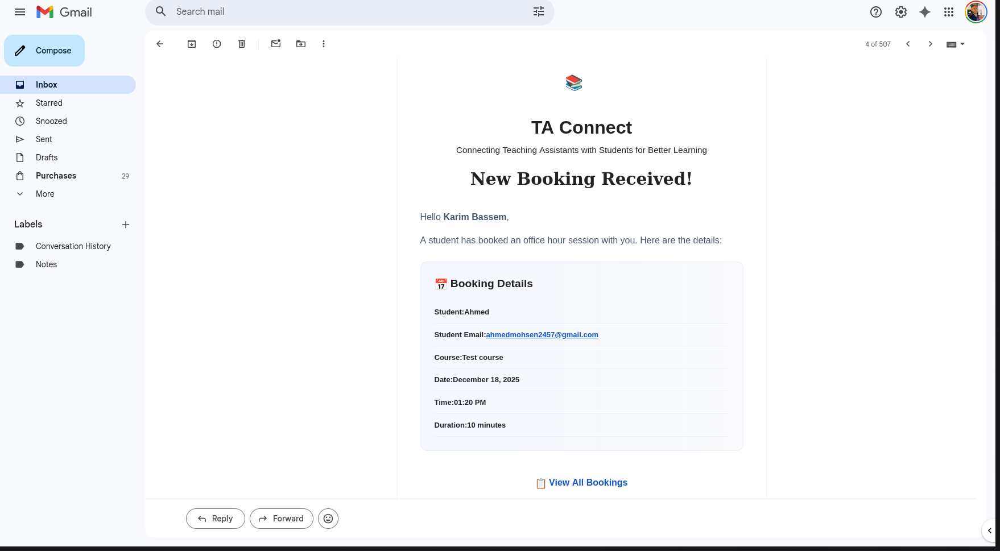 Gmail
Search mail
Compose
4 of 507
Inbox
Starred
Snoozed
Sent
Drafts
Purchases 29
More
Labels
Conversation History
Notes
TA Connect
Connecting Teaching Assistants with Students for Better Learning
New Booking Received!
Hello Karim Bassem,
A student has booked an office hour session with you. Here are the details:
Booking Details
Student:Ahmed
Student Email:ahmedmohsen2457@gmail.com
Course:Test course
Date:December 18, 2025
Time:01:20 PM
Duration:10 minutes
View All Bookings
Reply
Forward